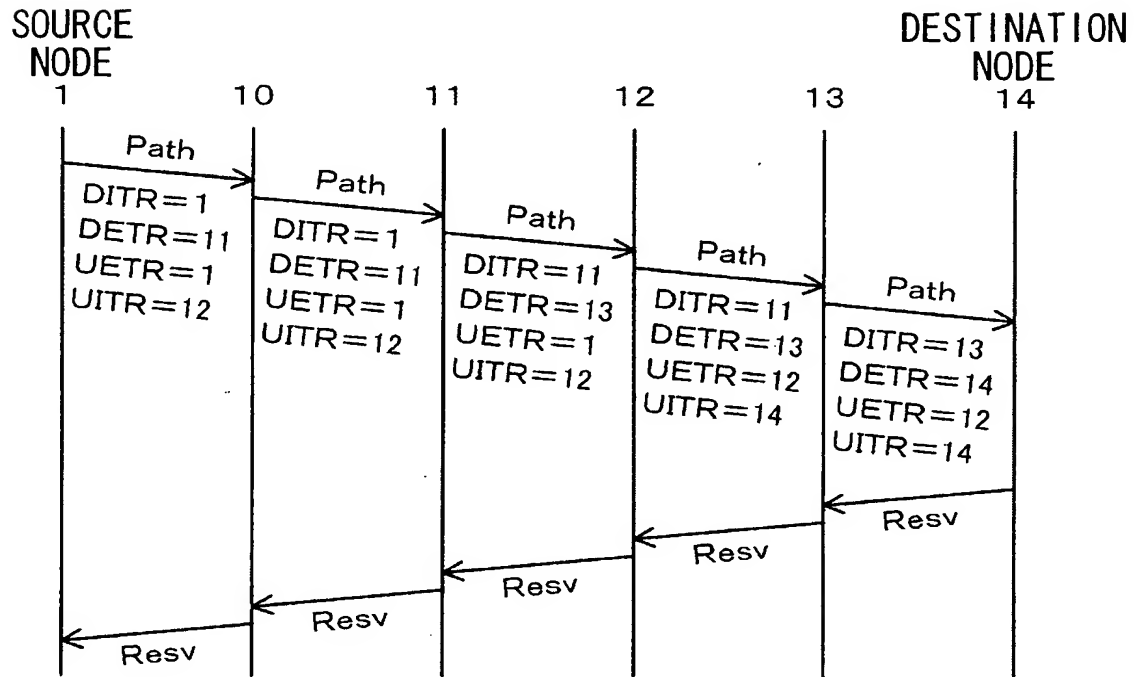 SOURCE
NODE
DESTINATION
NODE
1
10
11
12
13
14
Path
DITR=1
DETR=11
UETR=1
UITR=12
Path
DITR=1
DETR=11
UETR=1
UITR=12
Path
DITR=11
DETR=13
UETR=1
UITR=12
Path
DITR=11
DETR=13
UETR=12
UITR=14
Path
DITR=13
DETR=14
UETR=12
UITR=14
Resv
Resv
Resv
Resv
Resv